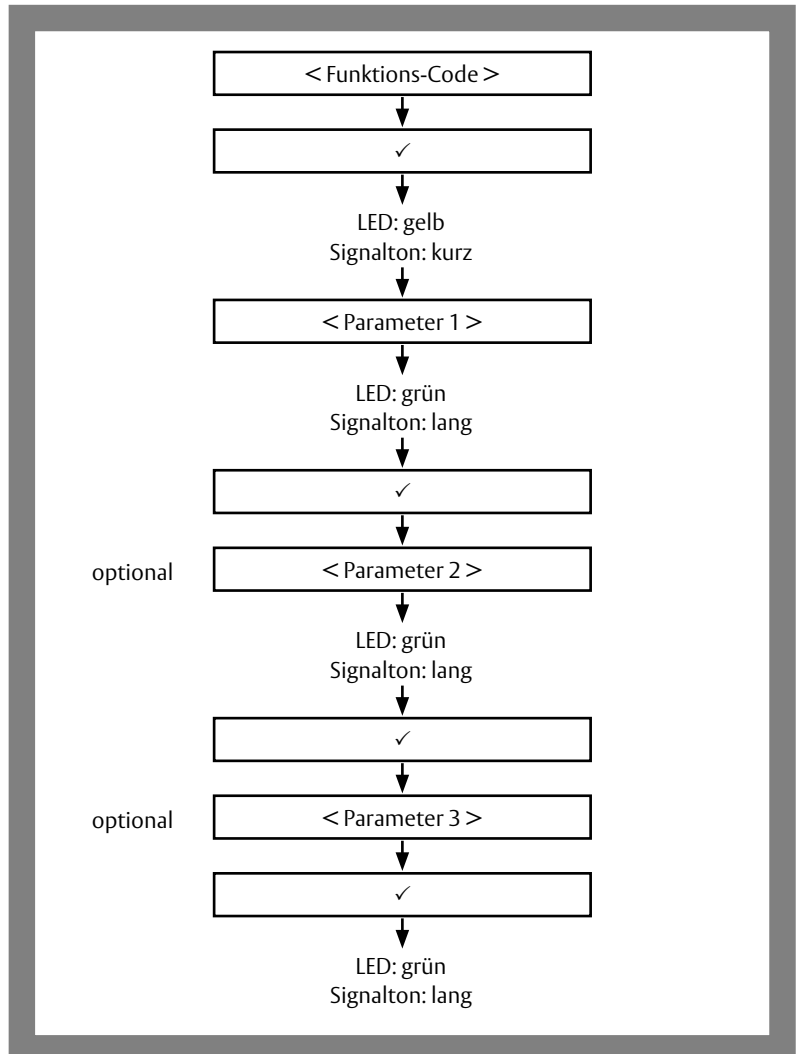 < Funktions-Code >
✓
LED: gelb
Signalton: kurz
< Parameter 1 >
LED: grün
Signalton: lang
✓
optional < Parameter 2 >
LED: grün
Signalton: lang
✓
optional < Parameter 3 >
✓
LED: grün
Signalton: lang